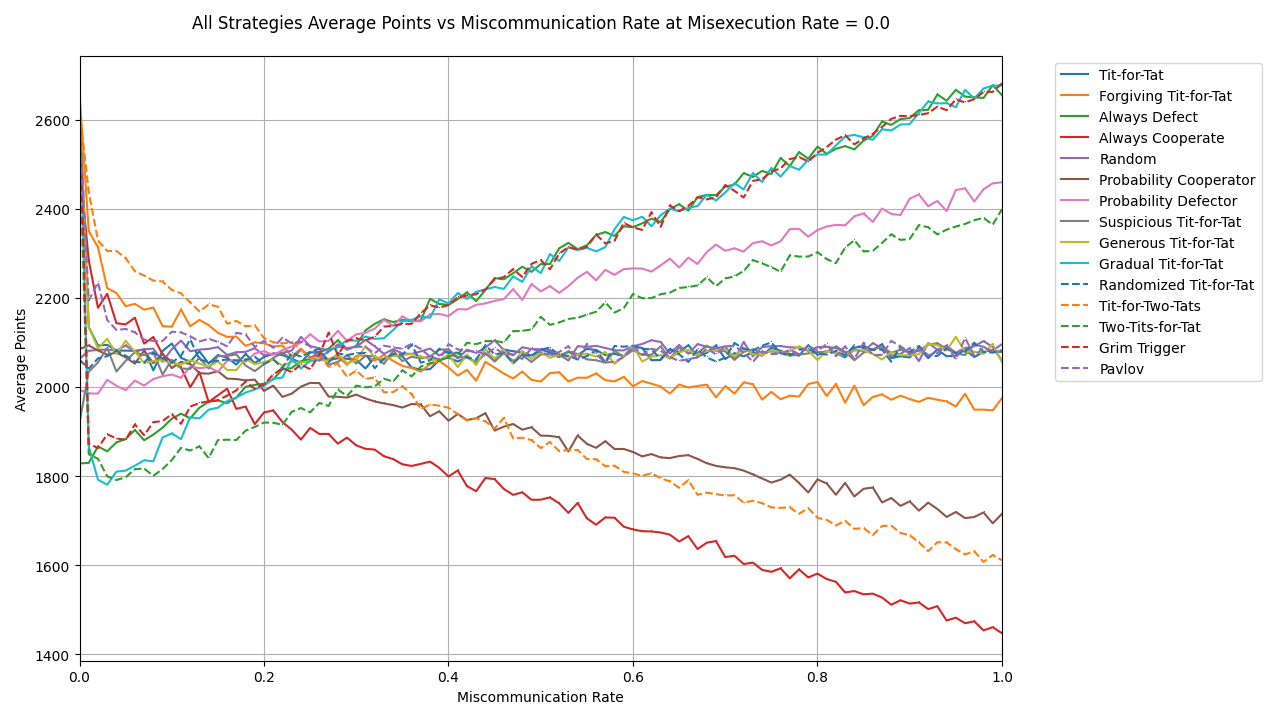 All Strategies Average Points vs Miscommunication Rate at Misexecution Rate = 0.0
2600
2400
2200
2000
1800
1600
1400
Average Points
0.0 0.2 0.4 0.6 0.8 1.0
Miscommunication Rate
Tit-for-Tat
Forgiving Tit-for-Tat
Always Defect
Always Cooperate
Random
Probability Cooperator
Probability Defector
Suspicious Tit-for-Tat
Generous Tit-for-Tat
Gradual Tit-for-Tat
Randomized Tit-for-Tat
Tit-for-Two-Tats
Two-Tits-for-Tat
Grim Trigger
Pavlov